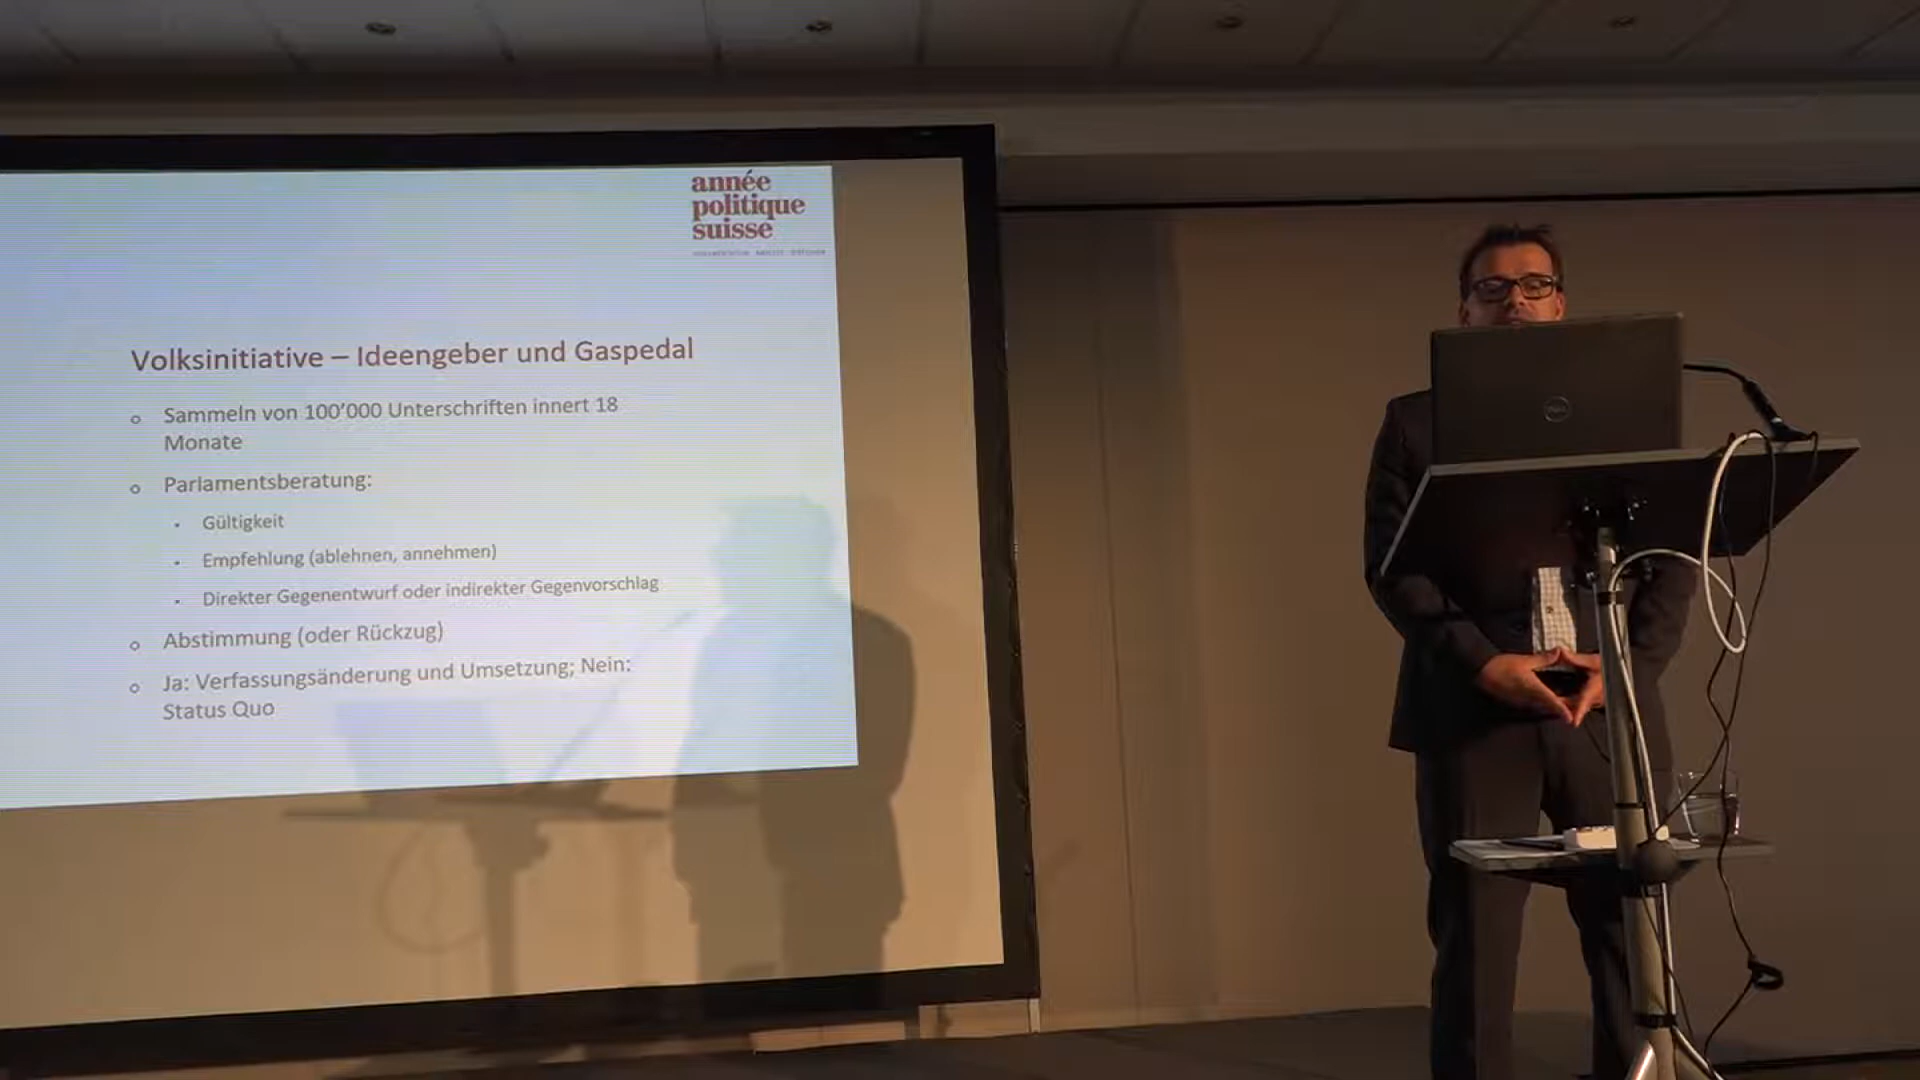 année
politique
suisse
Volksinitiative – Ideengeber und Gaspedal
Sammeln von 100’000 Unterschriften innert 18
Monate
Parlamentsberatung:
Gültigkeit
Empfehlung (ablehnen, annehmen)
Direkter Gegenentwurf oder indirekter Gegenvorschlag
Abstimmung (oder Rückzug)
Ja: Verfassungsänderung und Umsetzung; Nein:
Status Quo
DELL